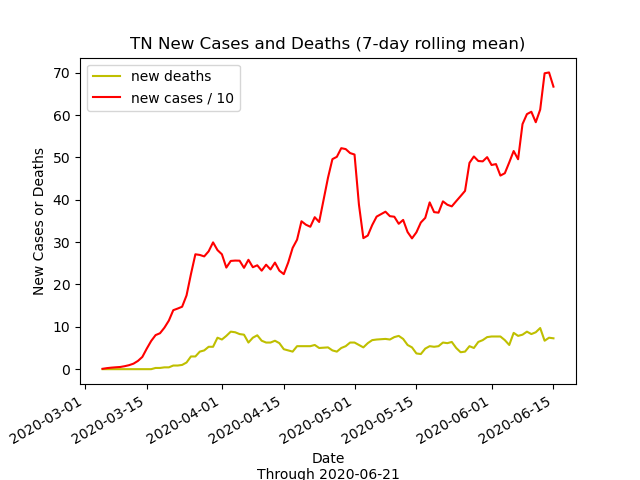 TN New Cases and Deaths (7-day rolling mean)
new deaths
new cases / 10
New Cases or Deaths
70
60
50
40
30
20
10
0
2020-03-01
2020-03-15
2020-04-01
2020-04-15
2020-05-01
2020-05-15
2020-06-01
2020-06-15
Date
Through 2020-06-21